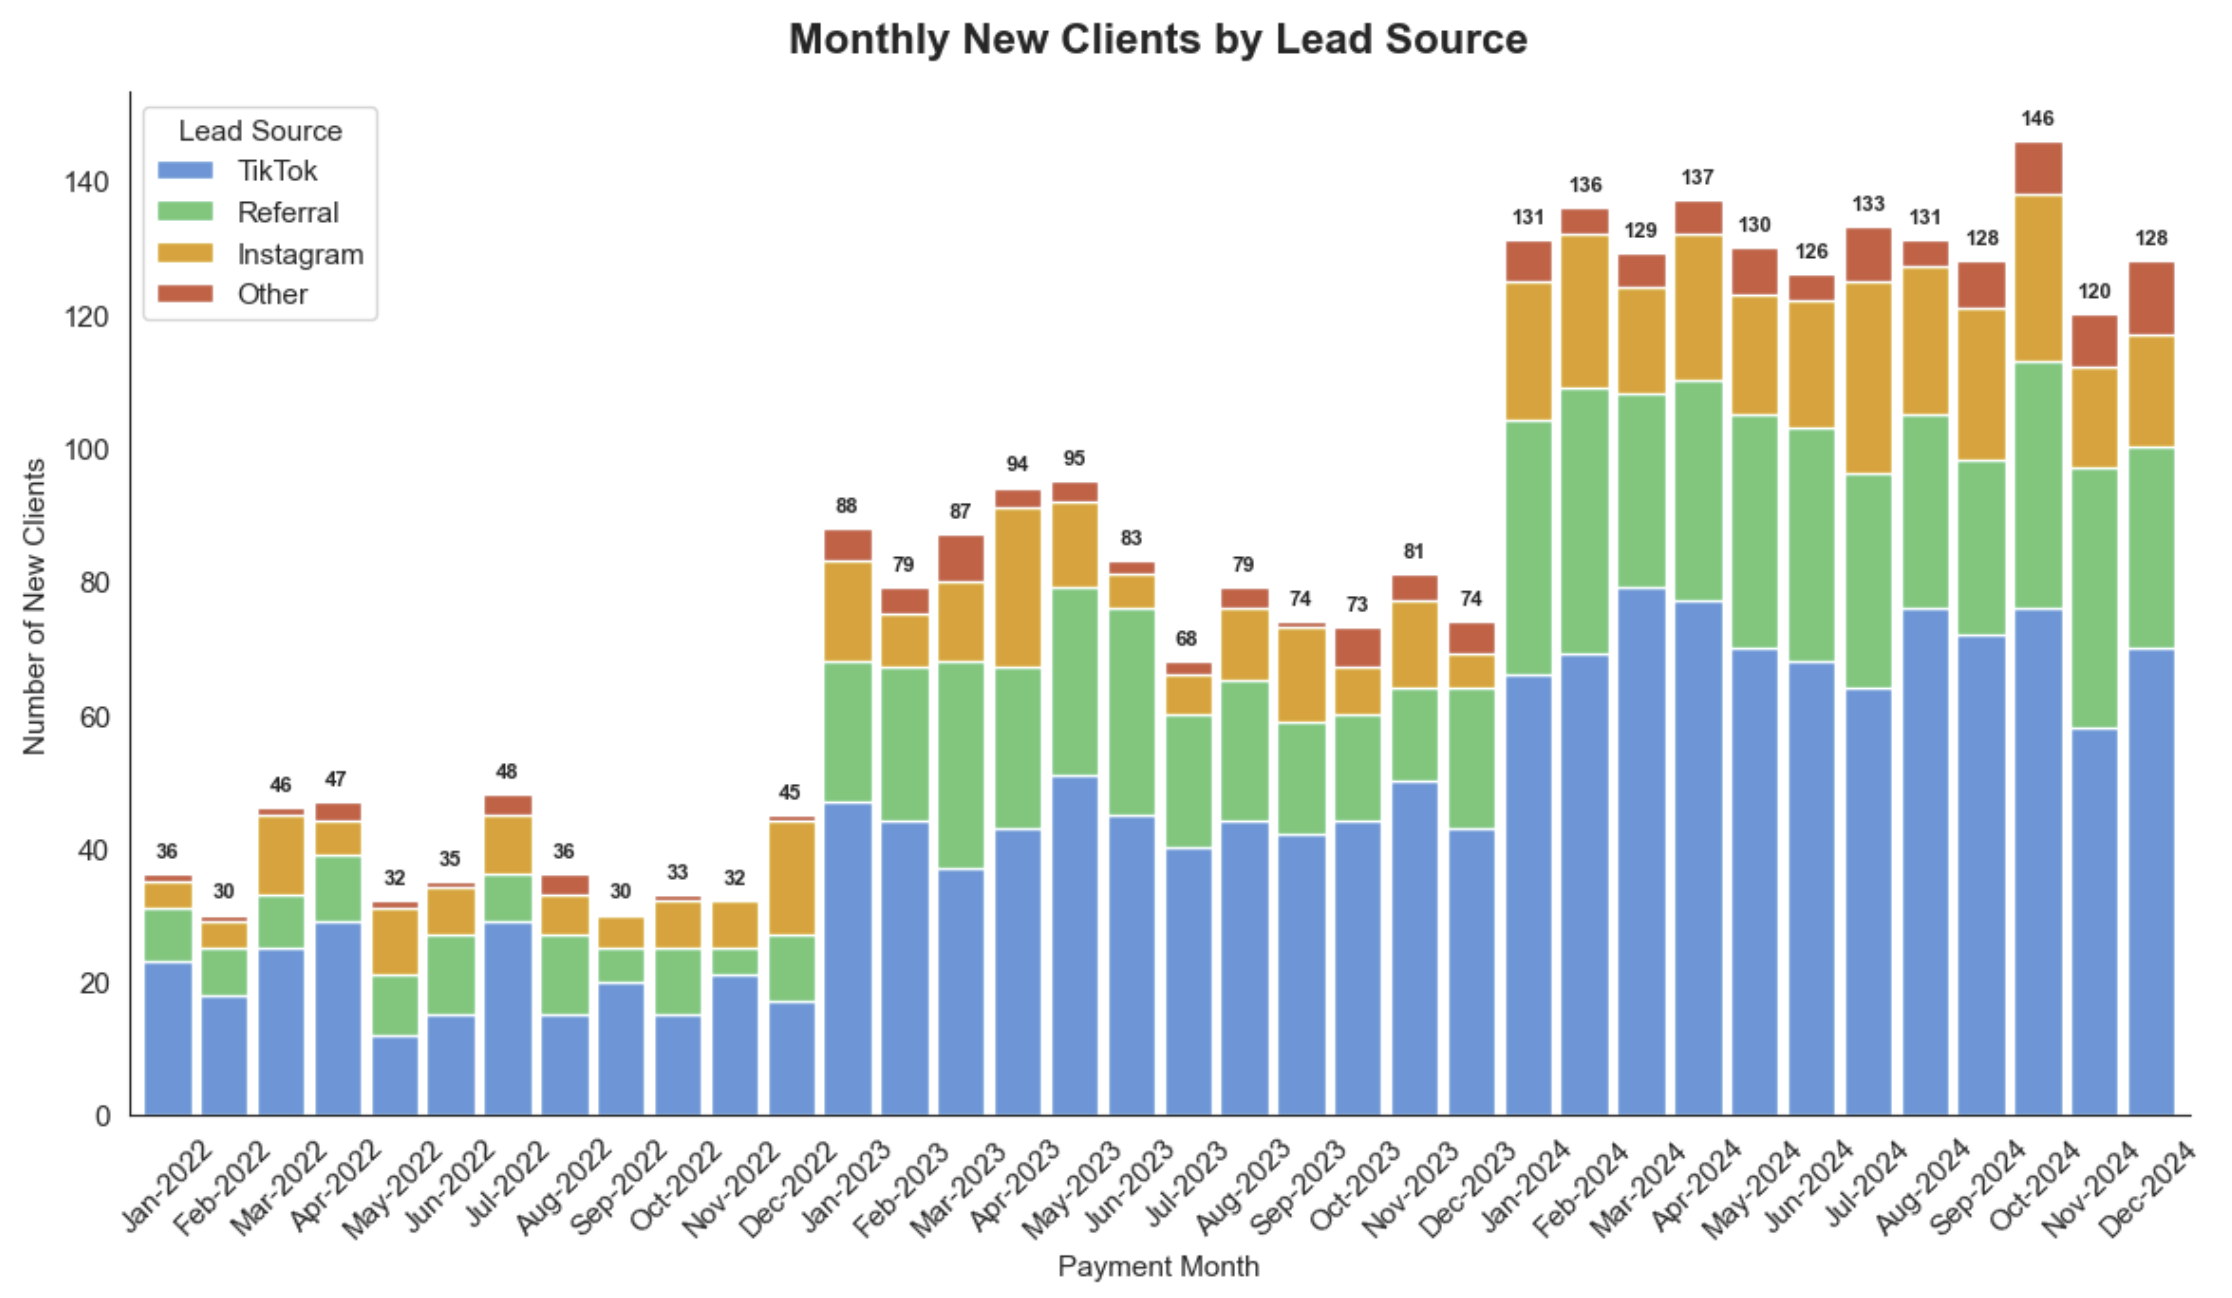 Monthly New Clients by Lead Source
Lead Source
TikTok
Referral
Instagram
Other
Number of New Clients
140
120
100
80
60
40
20
0
36
30
46
47
32
35
48
36
30
33
32
45
88
79
87
94
95
83
68
79
74
73
81
74
131
136
129
137
130
126
133
131
128
146
120
128
Jan-2022
Feb-2022
Mar-2022
Apr-2022
May-2022
Jun-2022
Jul-2022
Aug-2022
Sep-2022
Oct-2022
Nov-2022
Dec-2022
Jan-2023
Feb-2023
Mar-2023
Apr-2023
May-2023
Jun-2023
Jul-2023
Aug-2023
Sep-2023
Oct-2023
Nov-2023
Dec-2023
Jan-2024
Feb-2024
Mar-2024
Apr-2024
May-2024
Jun-2024
Jul-2024
Aug-2024
Sep-2024
Oct-2024
Nov-2024
Dec-2024
Payment Month